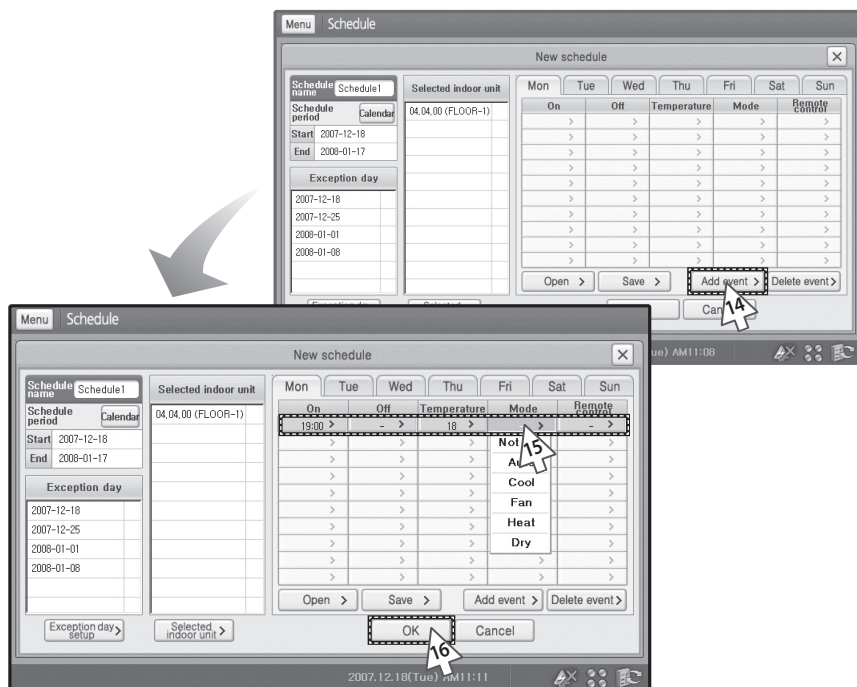 Menu Schedule
New schedule
Schedule name Schedule1
Selected indoor unit
Mon Tue Wed Thu Fri Sat Sun
Schedule period Calendar
04,04,00 (FLOOR-1)
On Off Temperature Mode Remote control
Start 2007-12-18
End 2008-01-17
Exception day
2007-12-18
2007-12-25
2008-01-01
2008-01-08
Open > Save > Add event > Delete event >
14
AM11:08
Menu Schedule
New schedule
Schedule name Schedule1
Selected indoor unit
Mon Tue Wed Thu Fri Sat Sun
Schedule period Calendar
04,04,00 (FLOOR-1)
On Off Temperature Mode Remote control
19:00 > - > 18 > > - >
Start 2007-12-18
End 2008-01-17
15
Cool
Fan
Heat
Dry
Exception day
2007-12-18
2007-12-25
2008-01-01
2008-01-08
Open > Save > Add event > Delete event >
Exception day setup >
Selected indoor unit >
OK Cancel
16
2007.12.18(Tue) AM11:11